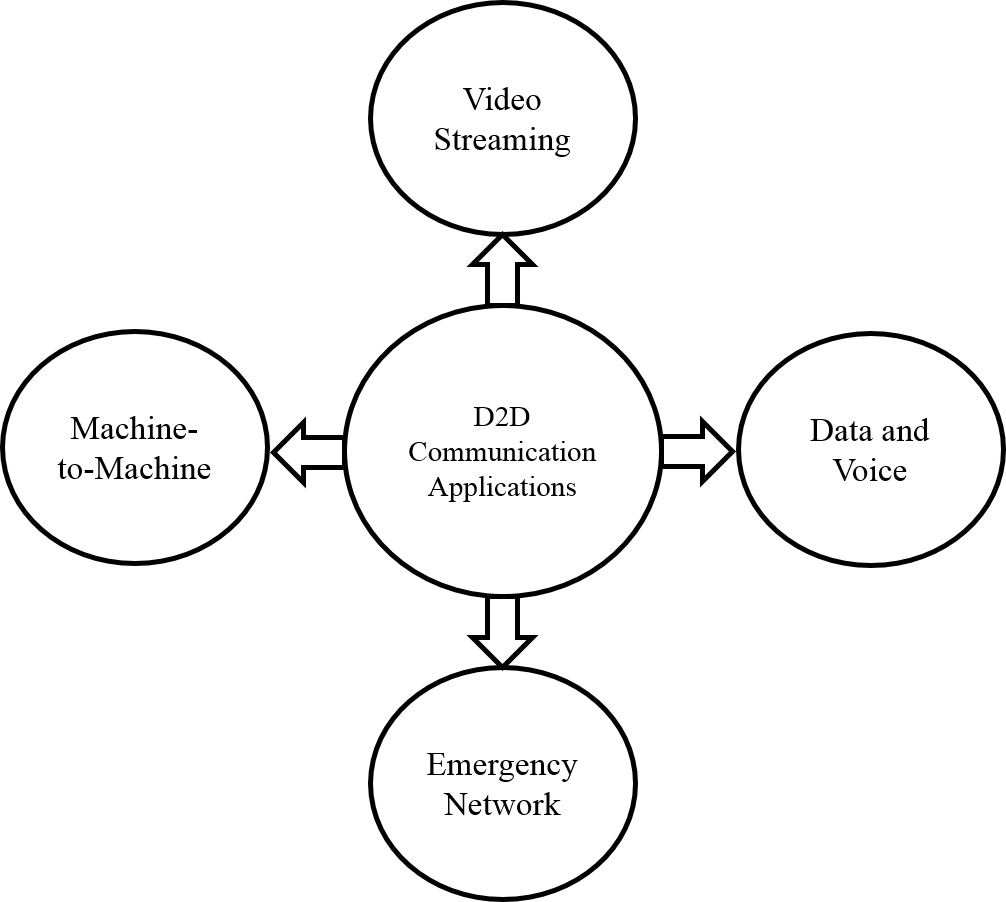 Video
Streaming
Machine-
to-Machine
D2D
Communication
Applications
Data and
Voice
Emergency
Network